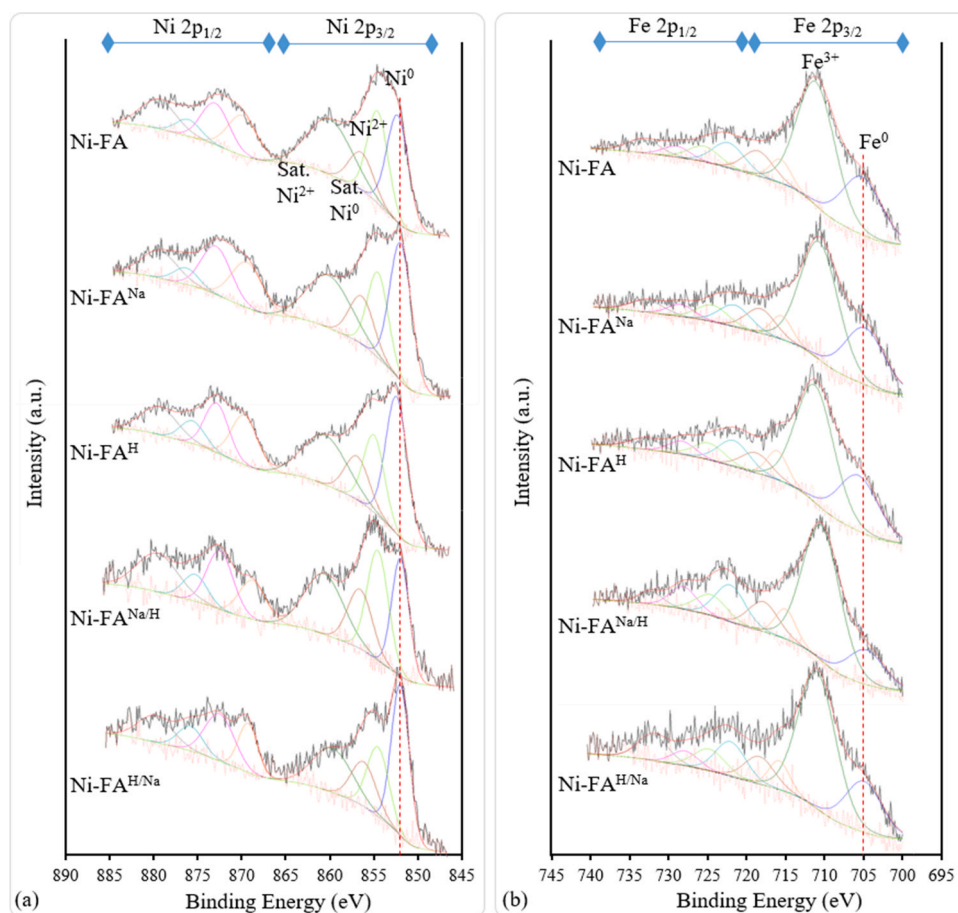 Ni 2p1/2 Ni 2p3/2
Ni⁰
Ni²⁺
Ni-FA
Sat.
Ni²⁺
Sat.
Ni⁰
Ni-FAᴺᵃ
Ni-FAᴴ
Ni-FAᴺᵃ/ᴴ
Ni-FAᴴ/ᴺᵃ
Intensity (a.u.)
890 885 880 875 870 865 860 855 850 845
(a) Binding Energy (eV)
Fe 2p1/2 Fe 2p3/2
Fe³⁺
Fe⁰
Ni-FA
Ni-FAᴺᵃ
Ni-FAᴴ
Ni-FAᴺᵃ/ᴴ
Ni-FAᴴ/ᴺᵃ
Intensity (a.u.)
745 740 735 730 725 720 715 710 705 700 695
(b) Binding Energy (eV)